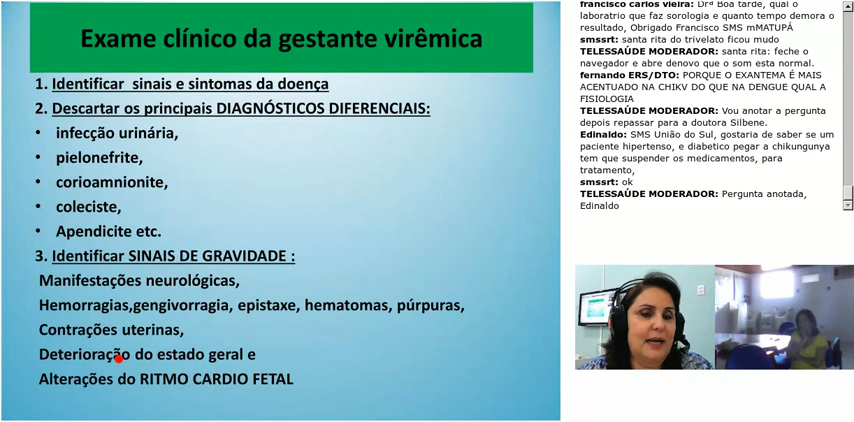 Exame clínico da gestante virêmica
1. Identificar sinais e sintomas da doença
2. Descartar os principais DIAGNÓSTICOS DIFERENCIAIS:
• infecção urinária,
• pielonefrite,
• corioamnionite,
• coleciste,
• Apendicite etc.
3. Identificar SINAIS DE GRAVIDADE :
Manifestações neurológicas,
Hemorragias,gengivorragia, epistaxe, hematomas, púrpuras,
Contrações uterinas,
Deterioração do estado geral e
Alterações do RITMO CARDIO FETAL
francisco carlos vieira: Drª Boa tarde, qual o
laboratrio que faz sorologia e quanto tempo demora o
resultado, Obrigado Francisco SMS mMATUPÁ
smssrt: santa rita do trivelato ficou mudo
TELESSAÚDE MODERADOR: santa rita: feche o
navegador e abre denovo que o som esta normal.
fernando ERS/DTO: PORQUE O EXANTEMA É MAIS
ACENTUADO NA CHIKV DO QUE NA DENGUE QUAL A
FISIOLOGIA
TELESSAÚDE MODERADOR: Vou anotar a pergunta
depois repassar para a doutora Silbene.
Edinaldo: SMS União do Sul, gostaria de saber se um
paciente hipertenso, e diabetico pegar a chikungunya
tem que suspender os medicamentos, para
tratamento,
smssrt: ok
TELESSAÚDE MODERADOR: Pergunta anotada,
Edinaldo